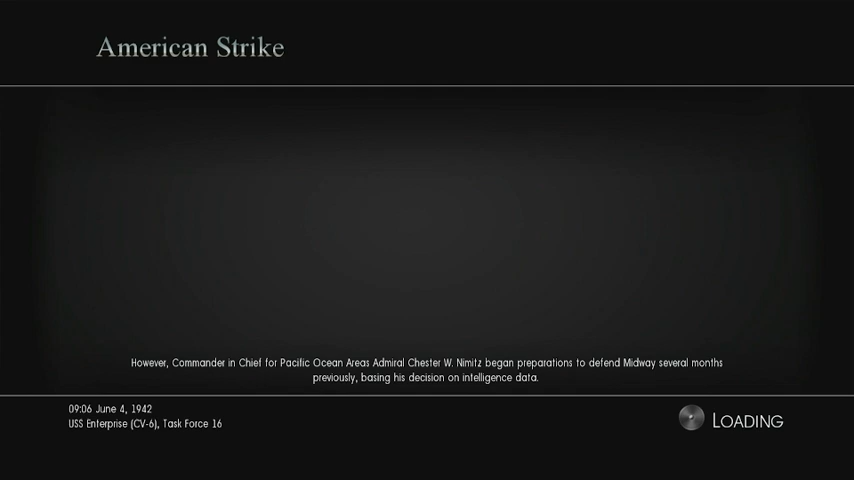 American Strike
However, Commander in Chief for Pacific Ocean Areas Admiral Chester W. Nimitz began preparations to defend Midway several months
previously, basing his decision on intelligence data.
09:06 June 4, 1942
USS Enterprise (CV-6), Task Force 16
LOADING